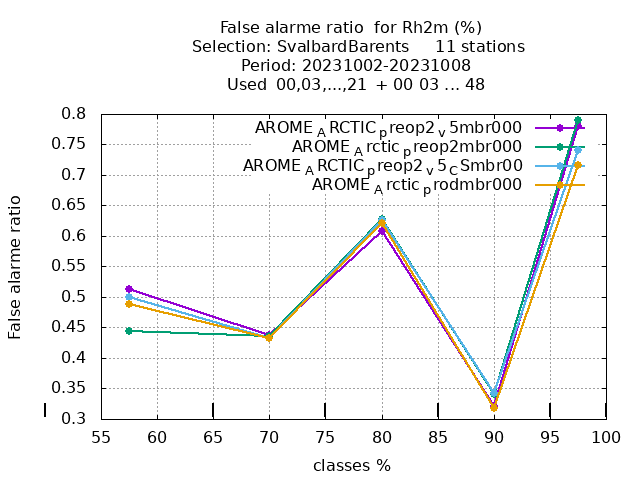 False alarme ratio for Rh2m (%)
Selection: SvalbardBarents 11 stations
Period: 20231002-20231008
Used 00,03,...,21 + 00 03 ... 48
AROME_ARCTIC_preop2_v5mbr000
AROME_Arctic_preop2mbr000
AROME_ARCTIC_preop2_v5_CSmbr00
AROME_Arctic_prodmbr000
False alarme ratio
0.8
0.75
0.7
0.65
0.6
0.55
0.5
0.45
0.4
0.35
0.3
55 60 65 70 75 80 85 90 95 100
classes %